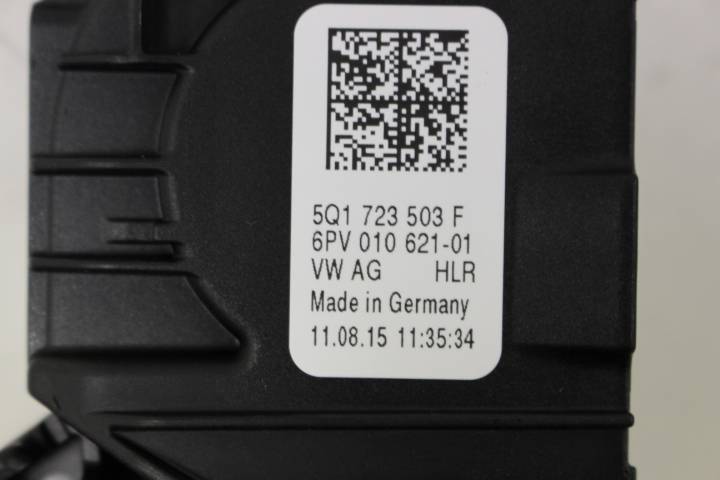 5Q1 723 503 F
6PV 010 621-01
VW AG HLR
Made in Germany
11.08.15 11:35:34